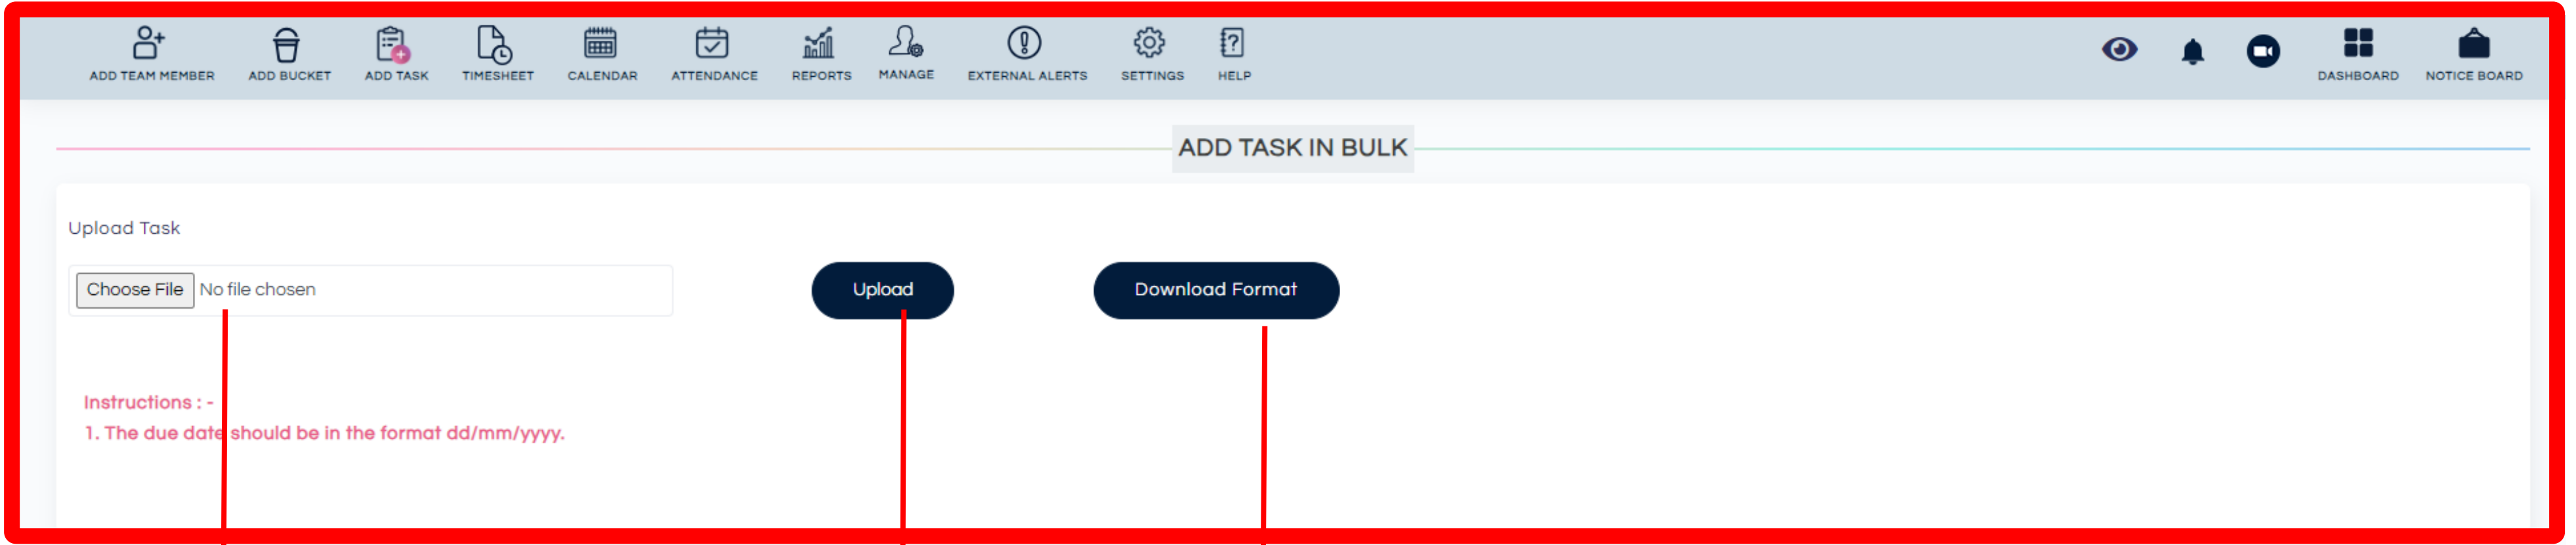 ADD TEAM MEMBER ADD BUCKET ADD TASK TIMESHEET CALENDAR ATTENDANCE REPORTS MANAGE EXTERNAL ALERTS SETTINGS HELP DASHBOARD NOTICE BOARD
ADD TASK IN BULK
Upload Task
Choose File No file chosen Upload Download Format
Instructions : -
1. The due date should be in the format dd/mm/yyyy.